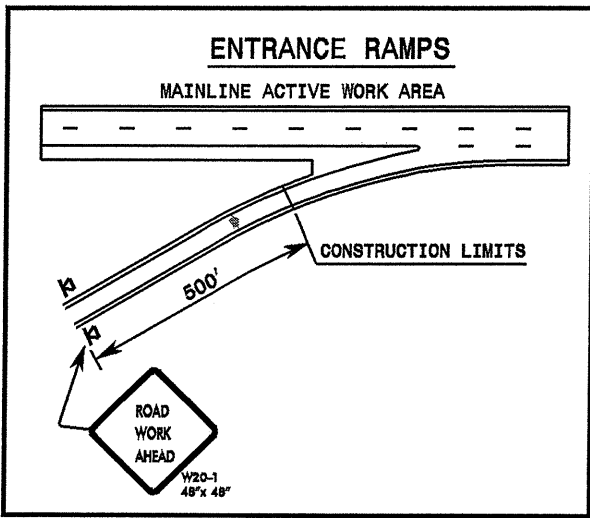 ENTRANCE RAMPS
MAINLINE ACTIVE WORK AREA
CONSTRUCTION LIMITS
500'
ROAD
WORK
AHEAD
W20-1
48"x 48"